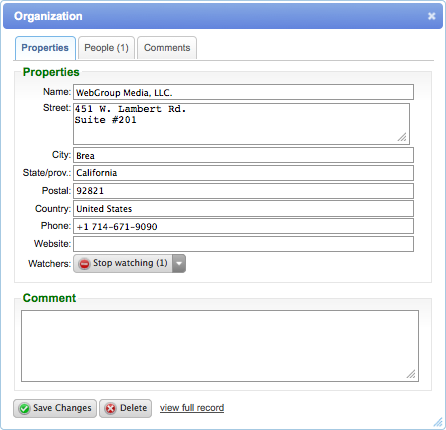 Organization
Properties People (1) Comments
Properties
Name: WebGroup Media, LLC.
Street: 451 W. Lambert Rd.
Suite #201
City: Brea
State/prov.: California
Postal: 92821
Country: United States
Phone: +1 714-671-9090
Website:
Watchers: Stop watching (1)
Comment
Save Changes Delete view full record